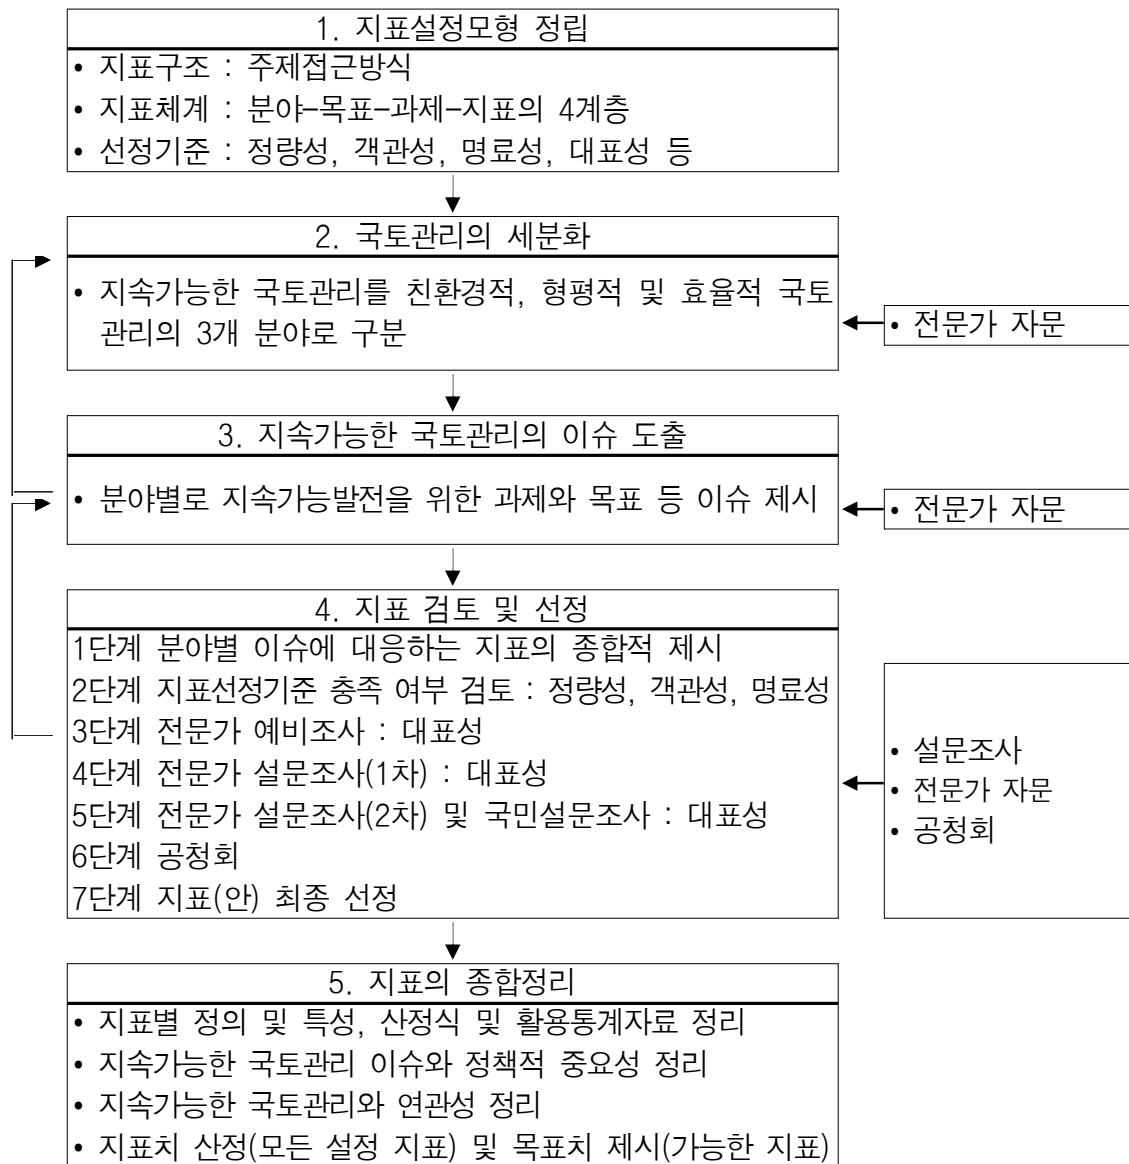 1. 지표설정모형 정립
• 지표구조 : 주제접근방식
• 지표체계 : 분야-목표-과제-지표의 4계층
• 선정기준 : 정량성, 객관성, 명료성, 대표성 등
2. 국토관리의 세분화
• 지속가능한 국토관리를 친환경적, 형평적 및 효율적 국토
관리의 3개 분야로 구분
• 전문가 자문
3. 지속가능한 국토관리의 이슈 도출
• 분야별로 지속가능발전을 위한 과제와 목표 등 이슈 제시
• 전문가 자문
4. 지표 검토 및 선정
1단계 분야별 이슈에 대응하는 지표의 종합적 제시
2단계 지표선정기준 충족 여부 검토 : 정량성, 객관성, 명료성
3단계 전문가 예비조사 : 대표성
4단계 전문가 설문조사(1차) : 대표성
5단계 전문가 설문조사(2차) 및 국민설문조사 : 대표성
6단계 공청회
7단계 지표(안) 최종 선정
• 설문조사
• 전문가 자문
• 공청회
5. 지표의 종합정리
• 지표별 정의 및 특성, 산정식 및 활용통계자료 정리
• 지속가능한 국토관리 이슈와 정책적 중요성 정리
• 지속가능한 국토관리와 연관성 정리
• 지표치 산정(모든 설정 지표) 및 목표치 제시(가능한 지표)